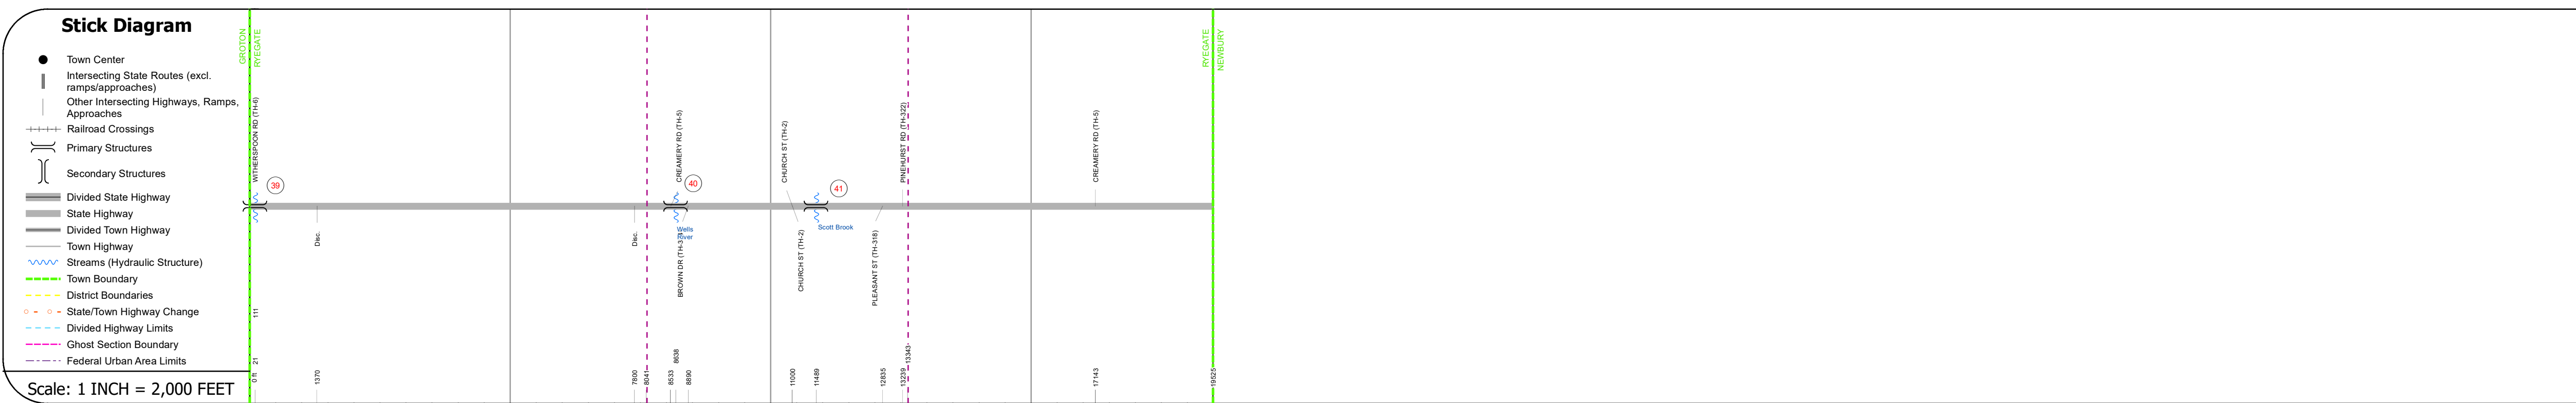 Stick Diagram
Town Center
Intersecting State Routes (excl.
ramps/approaches)
Other Intersecting Highways, Ramps,
Approaches
Railroad Crossings
Primary Structures
Secondary Structures
Divided State Highway
State Highway
Divided Town Highway
Town Highway
Streams (Hydraulic Structure)
Town Boundary
District Boundaries
State/Town Highway Change
Divided Highway Limits
Ghost Section Boundary
Federal Urban Area Limits
Scale: 1 INCH = 2,000 FEET
GROTON
RYEGATE
RYEGATE
NEWBURY
WITHERSPOON RD (TH-6)
CREAMERY RD (TH-5)
CHURCH ST (TH-2)
PINEHURST RD (TH-322)
CREAMERY RD (TH-5)
39
40
41
Disc.
Disc.
Wells
River
Scott Brook
BROWN DR
CHURCH ST (TH-2)
PLEASANT ST (TH-318)
111
21
0 ft
1370
7800
8041
8533
8638
8890
11000
11489
12835
13239
13343
17143
19525